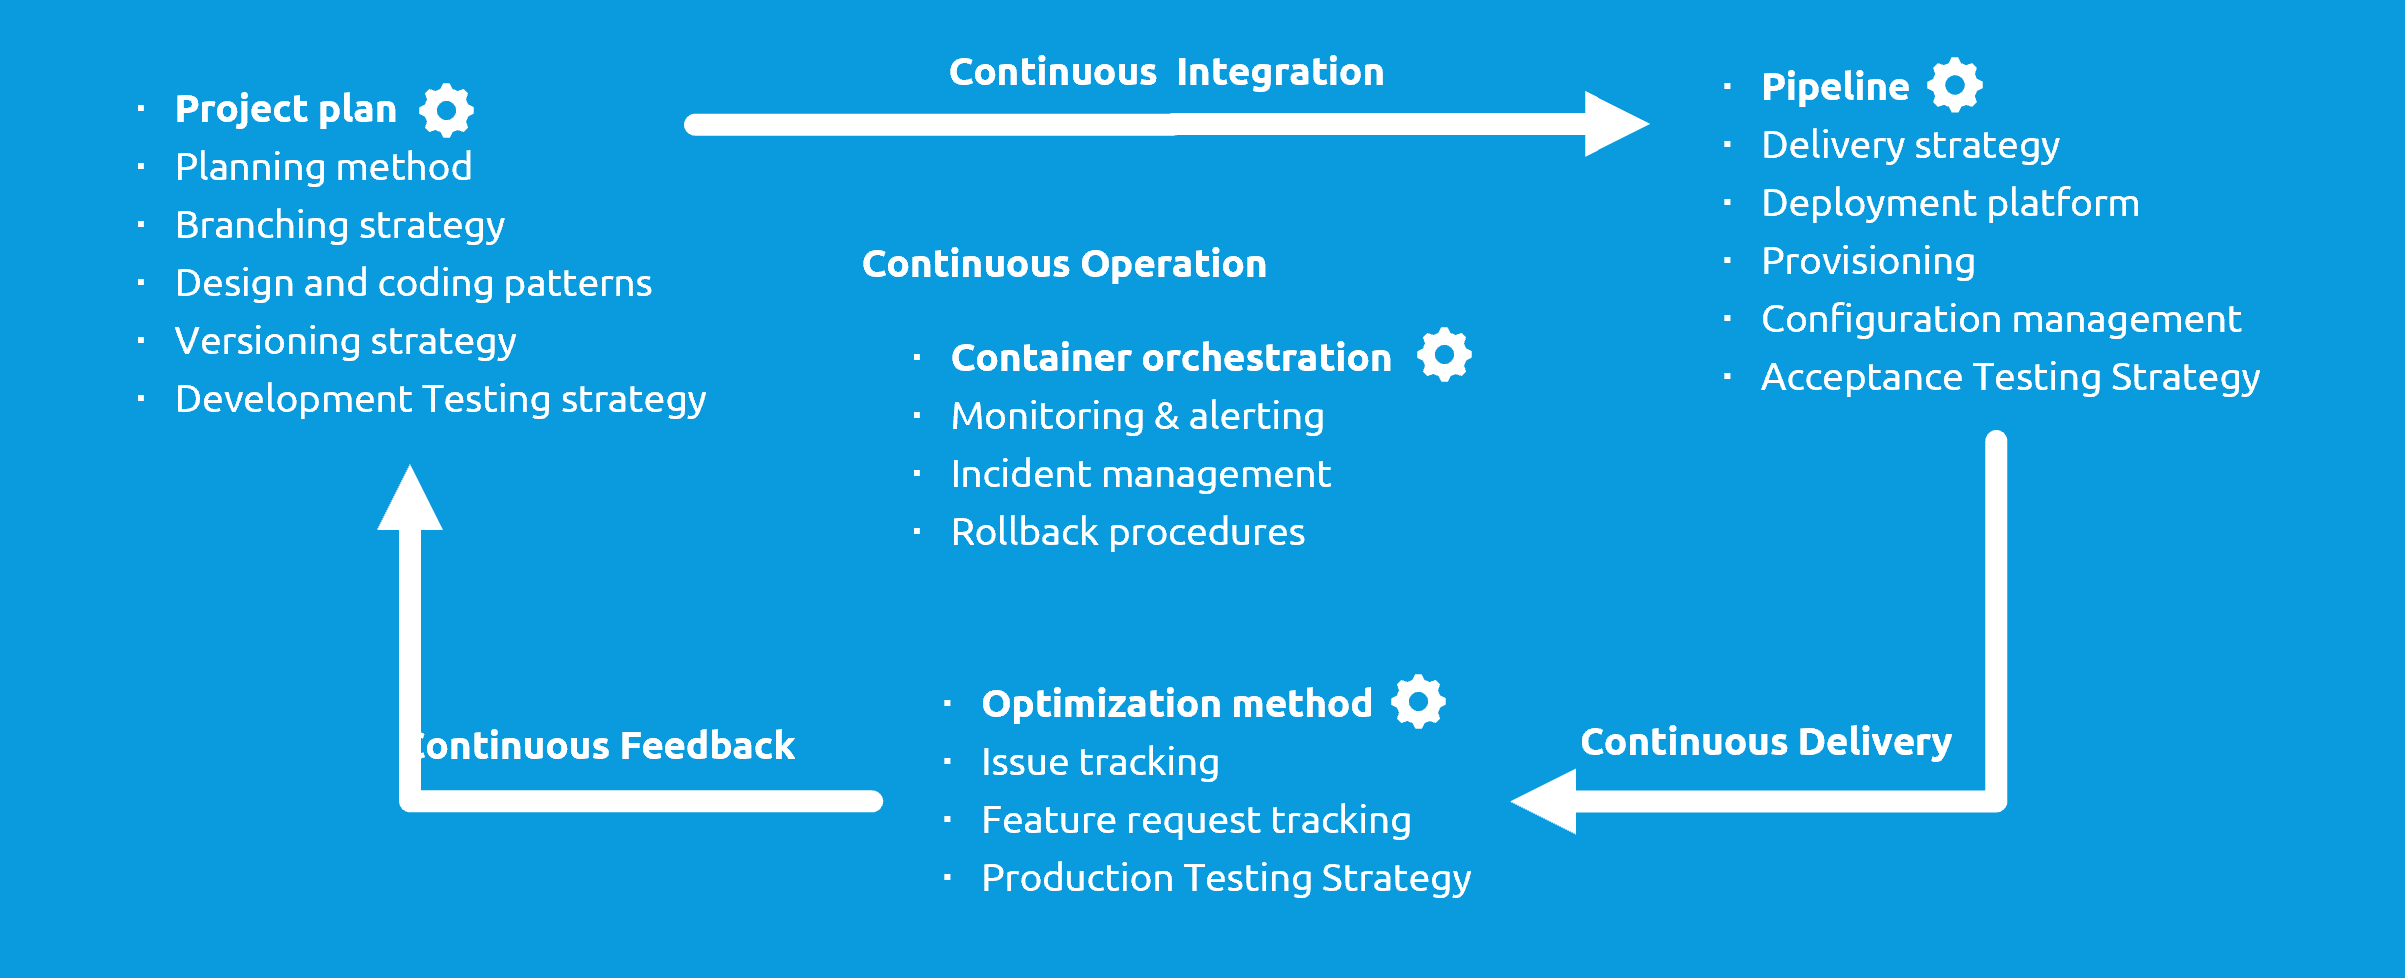 Continuous Integration
· Project plan
· Planning method
· Branching strategy
· Design and coding patterns
· Versioning strategy
· Development Testing strategy
· Pipeline
· Delivery strategy
· Deployment platform
· Provisioning
· Configuration management
· Acceptance Testing Strategy
Continuous Operation
· Container orchestration
· Monitoring & alerting
· Incident management
· Rollback procedures
Continuous Feedback
· Optimization method
· Issue tracking
· Feature request tracking
· Production Testing Strategy
Continuous Delivery